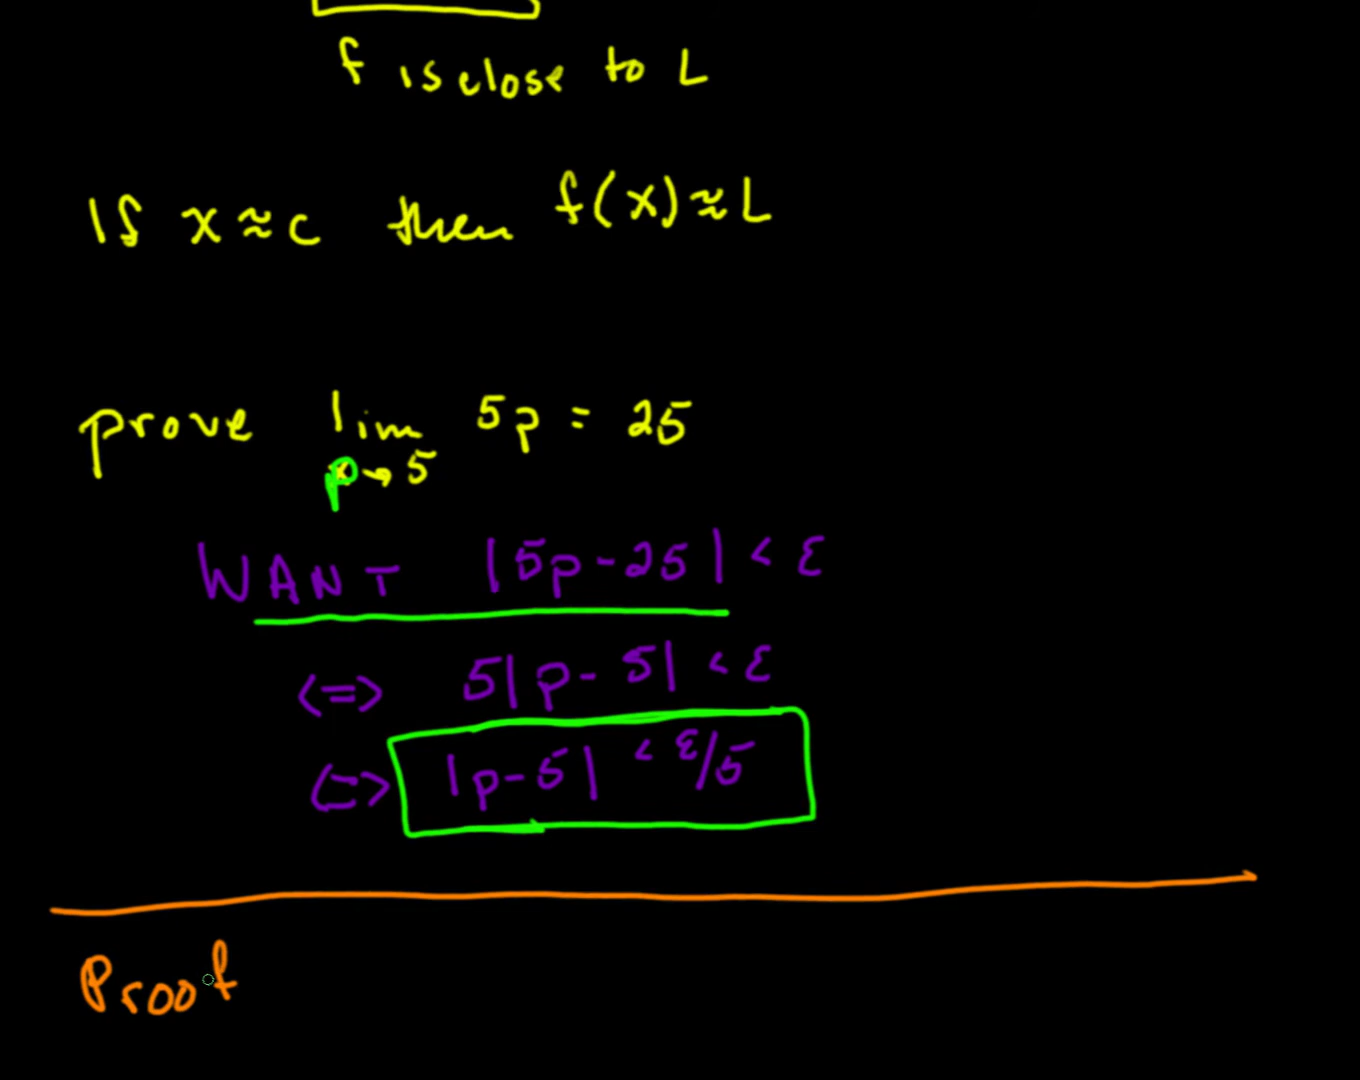 f is close to L
If x ≈ c then f(x) ≈ L
prove lim 5p = 25
p → 5
WANT |5p - 25| < ε
<=> 5|p - 5| < ε
<=> |p - 5| < ε/5
Proof